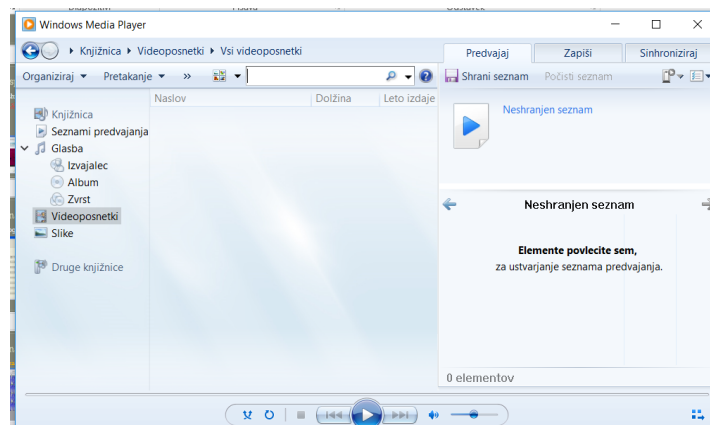 Windows Media Player
Knjižnica Videoposnetki Vsi videoposnetki
Predvajaj Zapiši Sinhroniziraj
Organiziraj Pretakanje »
Shrani seznam Počisti seznam
Naslov Dolžina Leto izdaje
Knjižnica
Seznami predvajanja
Glasba
Izvajalec
Album
Zvrst
Videoposnetki
Slike
Druge knjižnice
Neshranjen seznam
Neshranjen seznam
Elemente povlecite sem,
za ustvarjanje seznama predvajanja.
0 elementov